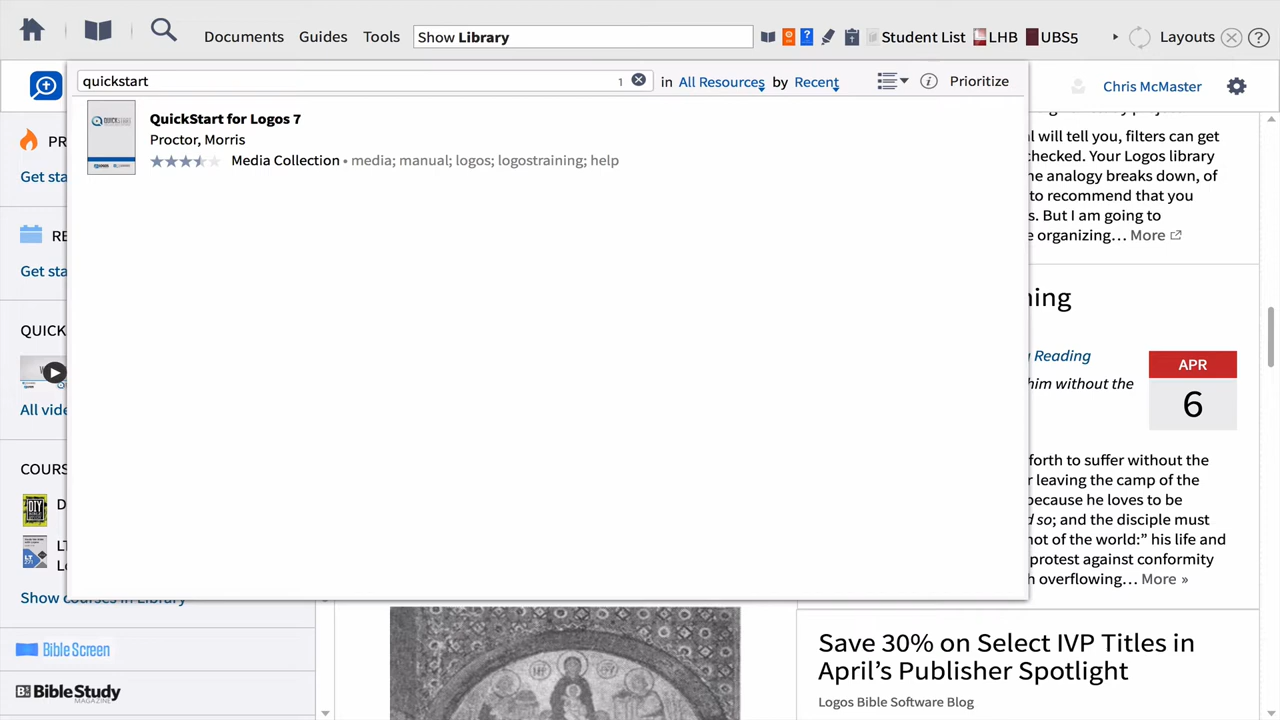 Documents Guides Tools Show Library Student List LHB UBS5 Layouts
quickstart 1 in All Resources by Recent Prioritize
QuickStart for Logos 7
Proctor, Morris
Media Collection • media; manual; logos; logostraining; help
Chris McMaster
PR
Get sta
RE
Get sta
QUICK
All vide
COURS
D
LT
Lo
Show courses in Library
Bible Screen
BibleStudy
MAGAZINE
al will tell you, filters can get
checked. Your Logos library
ne analogy breaks down, of
to recommend that you
s. But I am going to
e organizing… More
ning
Reading
him without the
APR
6
forth to suffer without the
r leaving the camp of the
because he loves to be
d so; and the disciple must
not of the world:” his life and
protest against conformity
h overflowing… More »
Save 30% on Select IVP Titles in
April’s Publisher Spotlight
Logos Bible Software Blog